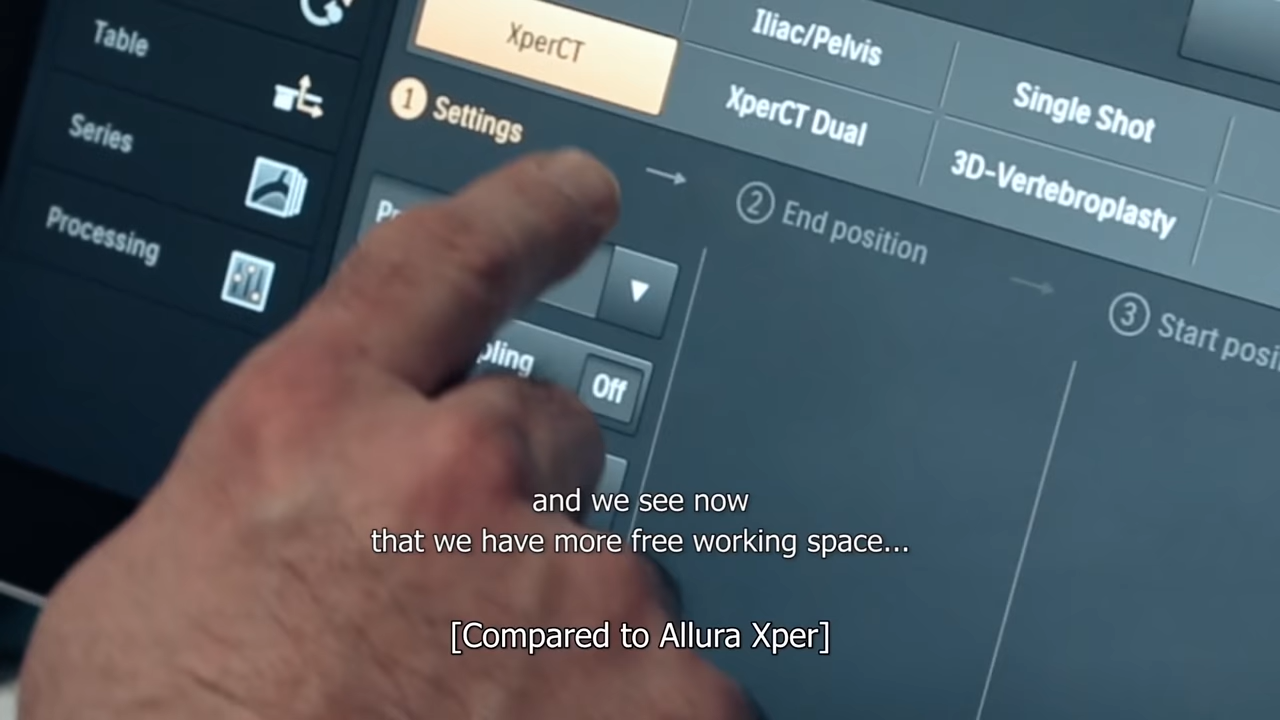 Table
Series
Processing
XperCT
Iliac/Pelvis
XperCT Dual
Single Shot
3D-Vertebroplasty
1 Settings
2 End position
3
Start
Off
and we see now
that we have more free working space...
[Compared to Allura Xper]